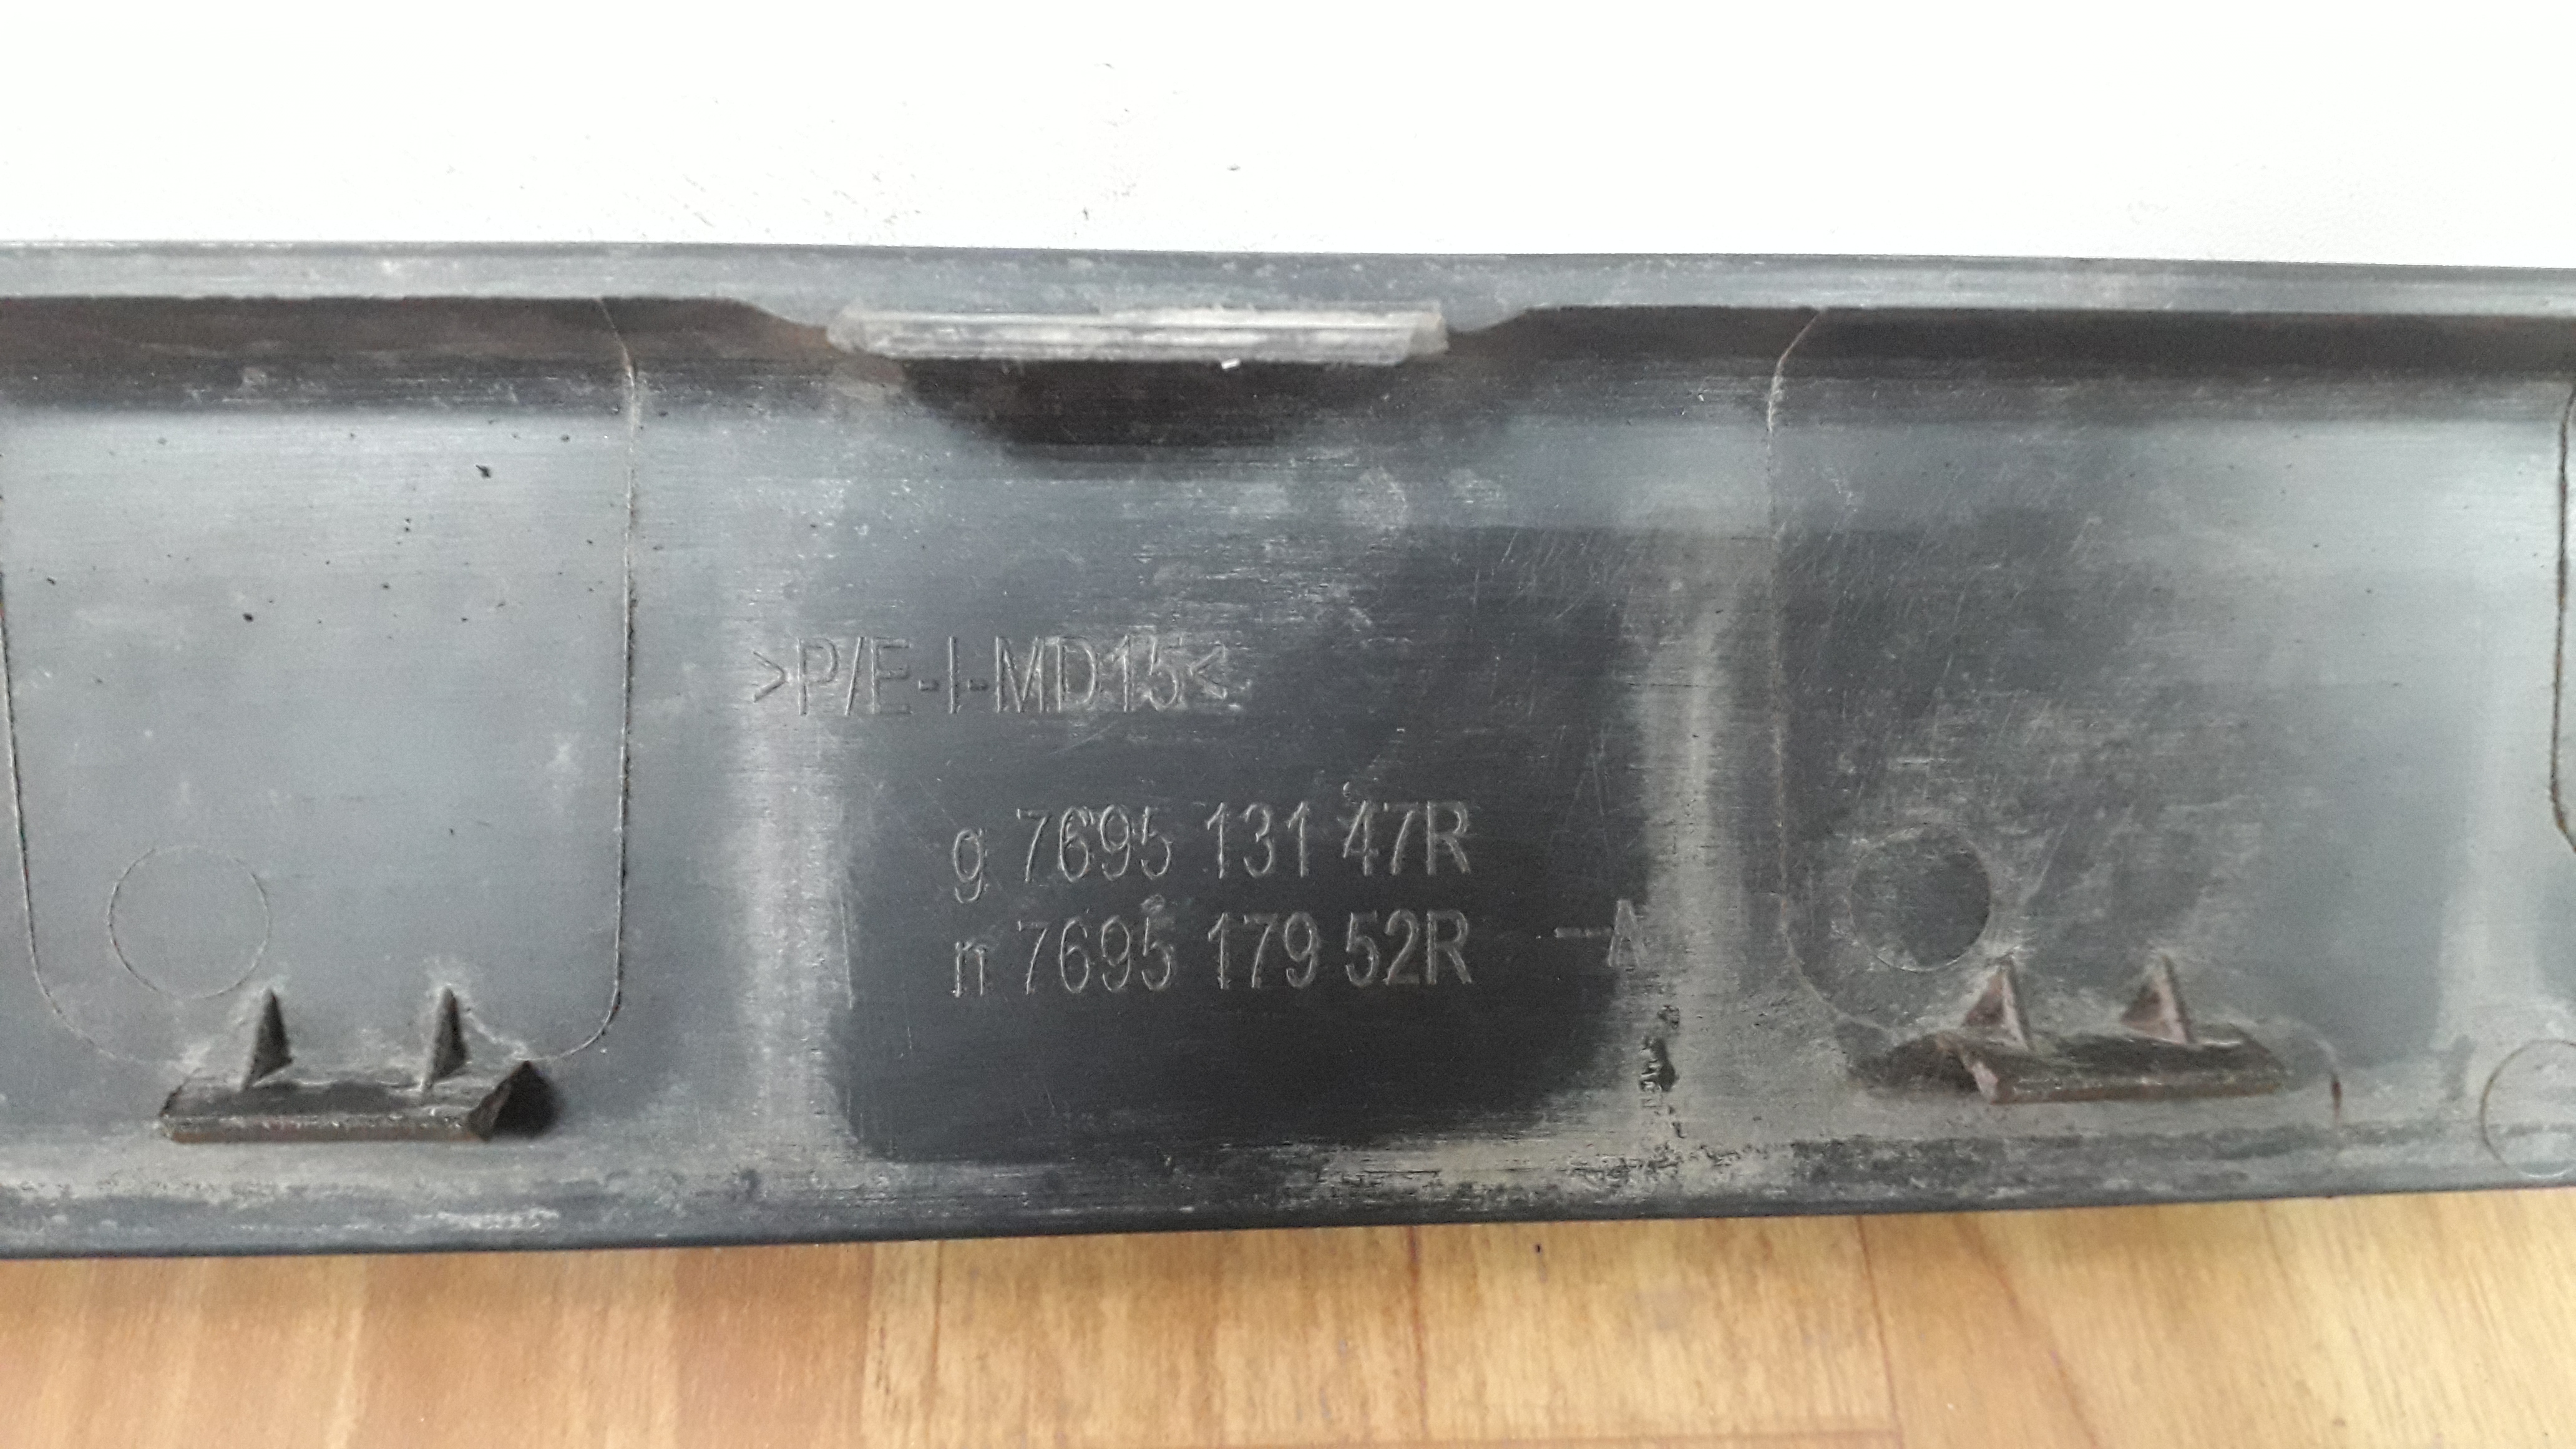 >P/E-I-MD15<
g 7695 131 47R
n 7695 179 52R -- A